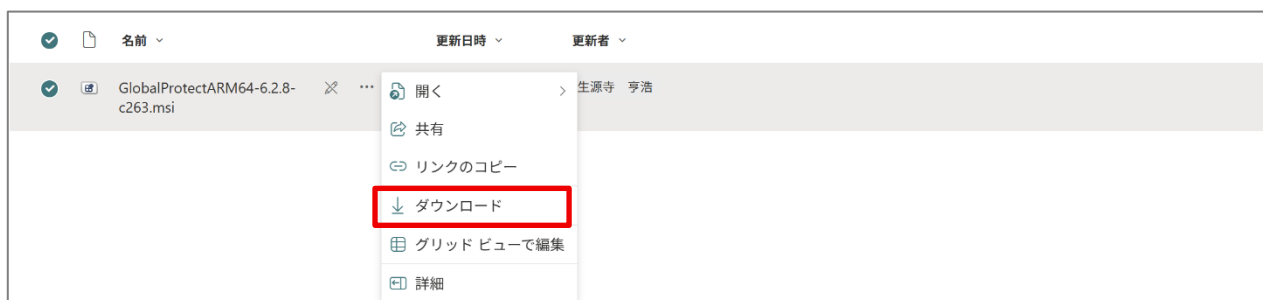 名前 更新日時 更新者
GlobalProtectARM64-6.2.8-
c263.msi
生源寺 亨浩
開く
共有
リンクのコピー
ダウンロード
グリッド ビューで編集
詳細